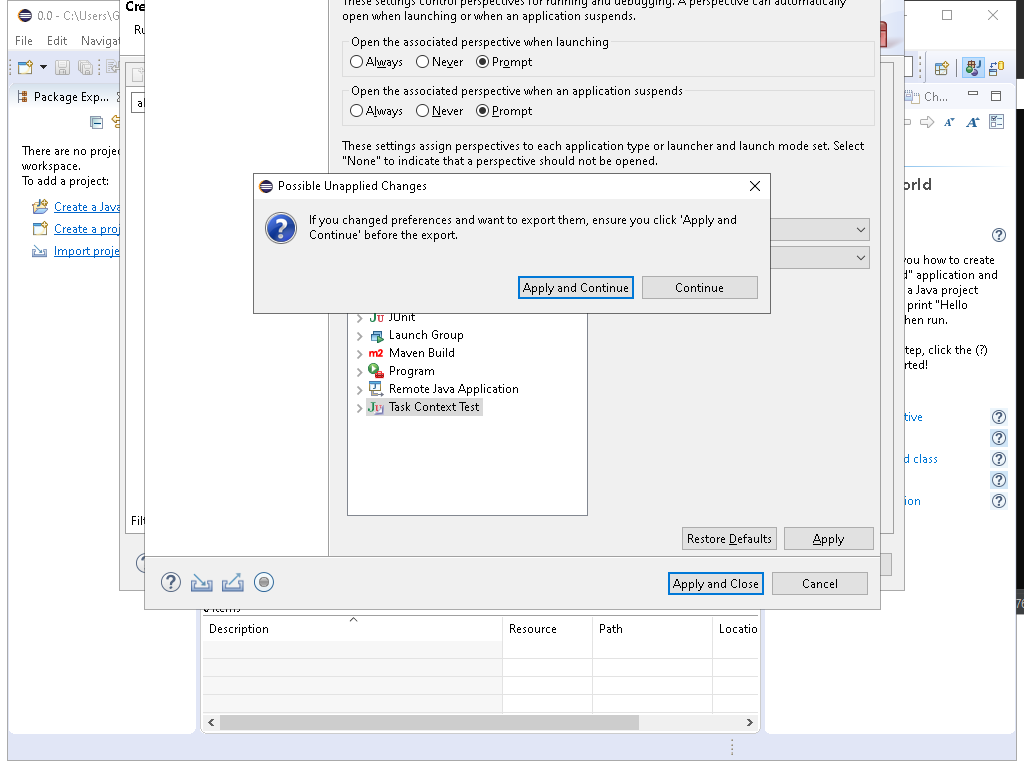 0.0 - C:\Users\G
Cre
File Edit Navigat
Ru
Package Exp...
There are no proje
workspace.
To add a project:
Create a Java
Create a proj
Import proje
al
Filt
These settings control perspectives for running and debugging. A perspective can automatically
open when launching or when an application suspends.
Open the associated perspective when launching
Always Never Prompt
Open the associated perspective when an application suspends
Always Never Prompt
These settings assign perspectives to each application type or launcher and launch mode set. Select
"None" to indicate that a perspective should not be opened.
Possible Unapplied Changes
If you changed preferences and want to export them, ensure you click 'Apply and
Continue' before the export.
Apply and Continue Continue
JUnit
Launch Group
m2 Maven Build
Program
Remote Java Application
Task Context Test
Restore Defaults Apply
Apply and Close Cancel
Ch...
orld
you how to create
d" application and
a Java project
print "Hello
hen run.
tep, click the (?)
rted!
tive
d class
ion
items
Description Resource Path Locatio
76